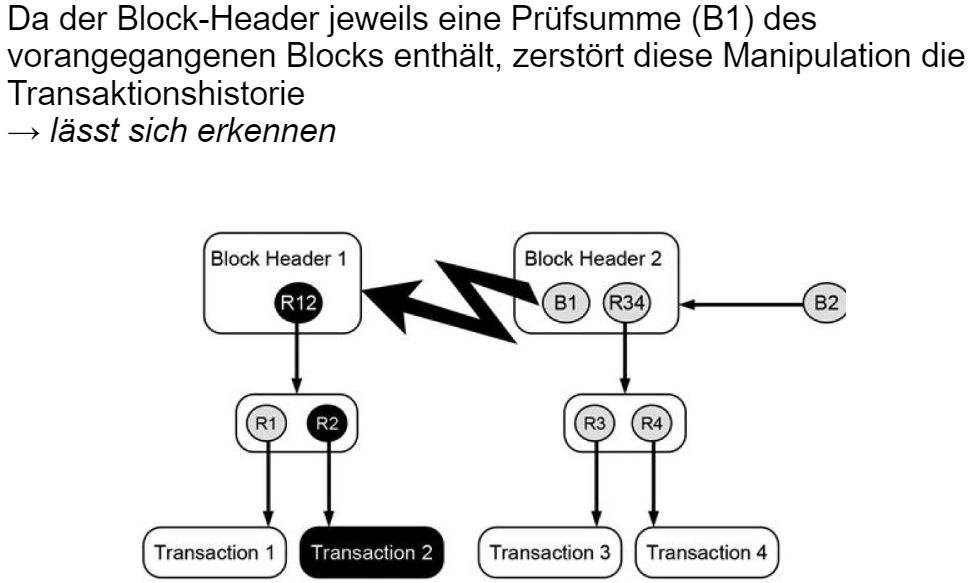 Da der Block-Header jeweils eine Prüfsumme (B1) des
vorangegangenen Blocks enthält, zerstört diese Manipulation die
Transaktionshistorie
→ lässt sich erkennen
Block Header 1
Block Header 2
R12
B1
R34
B2
R1
R2
R3
R4
Transaction 1
Transaction 2
Transaction 3
Transaction 4